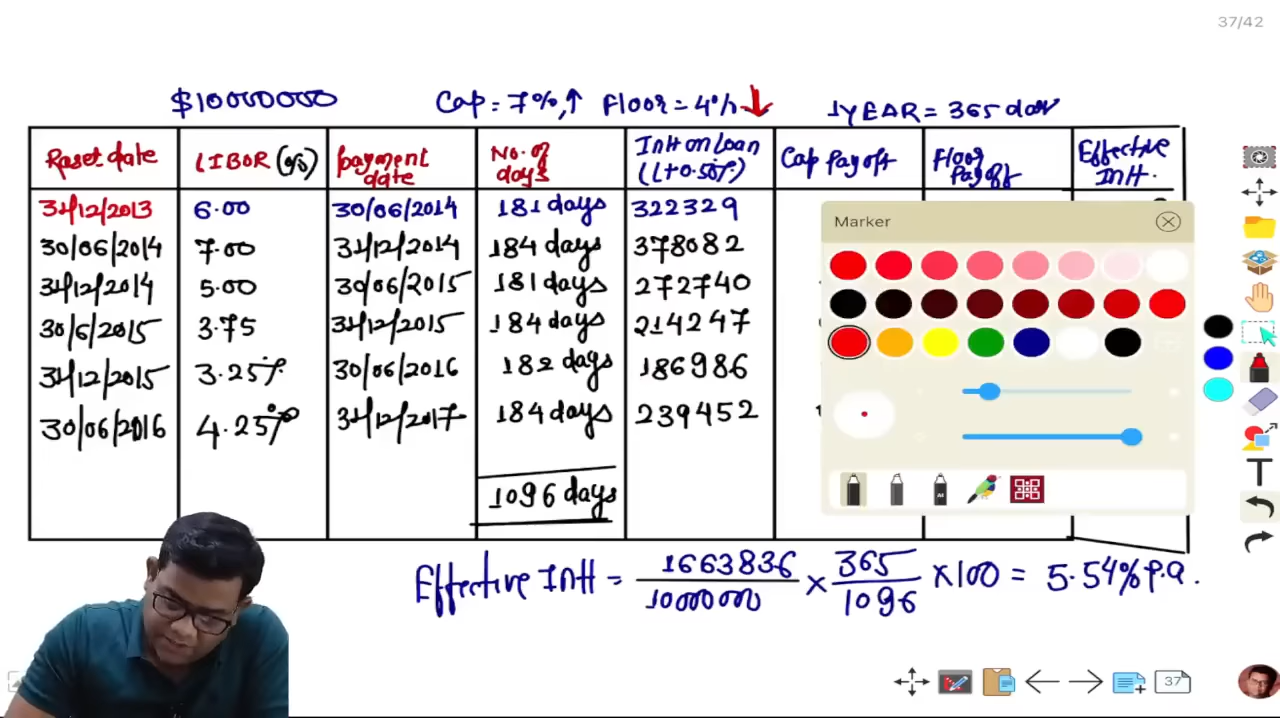 37/42
$10000000 Cap = 7%, ↑ Floor = 4% ↓ 1YEAR = 365 days
Reset date LIBOR (%) payment date No. of days Intt on Loan (L+0.50%) Cap Payoff Floor Payoff Effective Intt.
31/12/2013 6.00 30/06/2014 181 days 322329
Marker
30/06/2014 7.00 31/12/2014 184 days 378082
31/12/2014 5.00 30/06/2015 181 days 272740
30/6/2015 3.75 31/12/2015 184 days 214247
31/12/2015 3.25% 30/06/2016 182 days 186986
30/06/2016 4.25% 31/12/2017 184 days 239452
1096 days
Effective Intt = 1663836/10000000 × 365/1096 × 100 = 5.54% p.a.
37